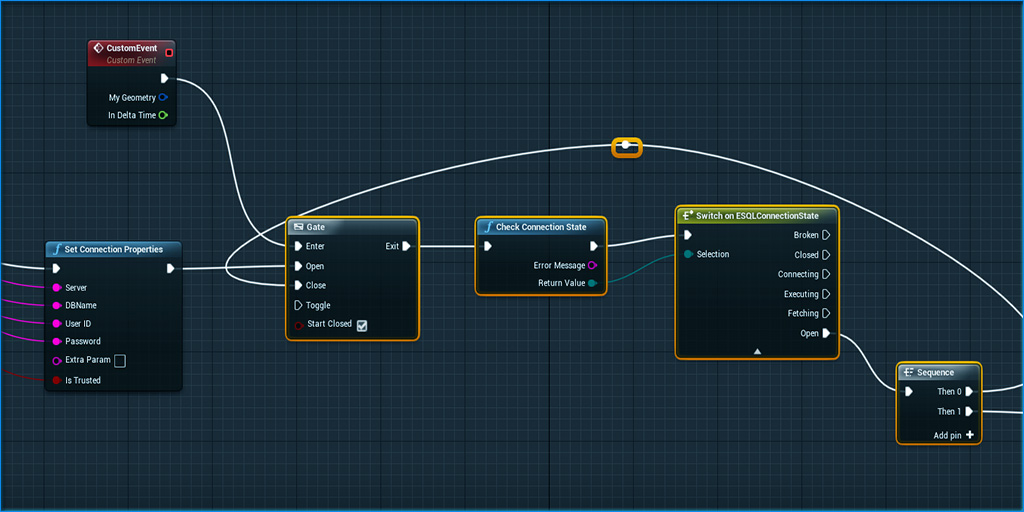 CustomEvent
Custom Event
My Geometry
In Delta Time
Set Connection Properties
Server
DBName
User ID
Password
Extra Param
Is Trusted
Gate
Enter Exit
Open
Close
Toggle
Start Closed
Check Connection State
Error Message
Return Value
Switch on ESQLConnectionState
Broken
Selection Closed
Connecting
Executing
Fetching
Open
Sequence
Then 0
Then 1
Add pin